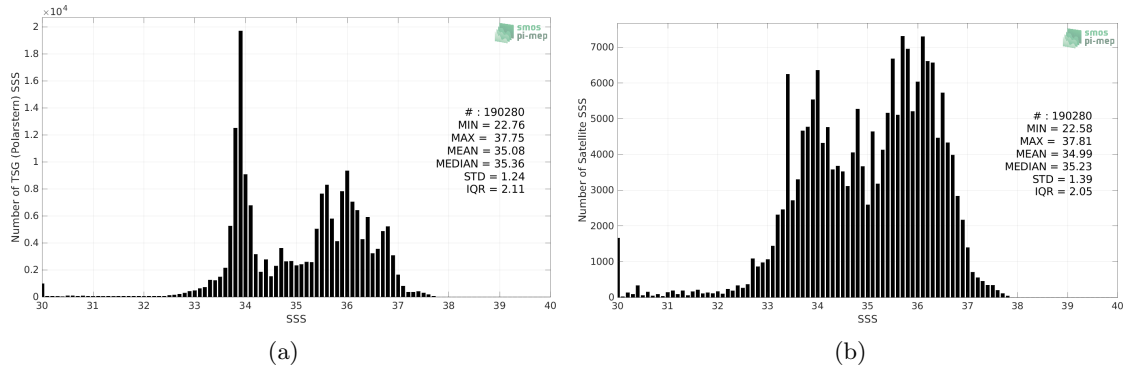 ×10⁴
2
1.8
1.6
1.4
1.2
1
0.8
0.6
0.4
0.2
0
Number of TSG (Polarstern) SSS
30 31 32 33 34 35 36 37 38 39 40
SSS
smos
pi-mep
# : 190280
MIN = 22.76
MAX = 37.75
MEAN = 35.08
MEDIAN = 35.36
STD = 1.24
IQR = 2.11
(a)
7000
6000
5000
4000
3000
2000
1000
0
Number of Satellite SSS
30 31 32 33 34 35 36 37 38 39 40
SSS
smos
pi-mep
# : 190280
MIN = 22.58
MAX = 37.81
MEAN = 34.99
MEDIAN = 35.23
STD = 1.39
IQR = 2.05
(b)